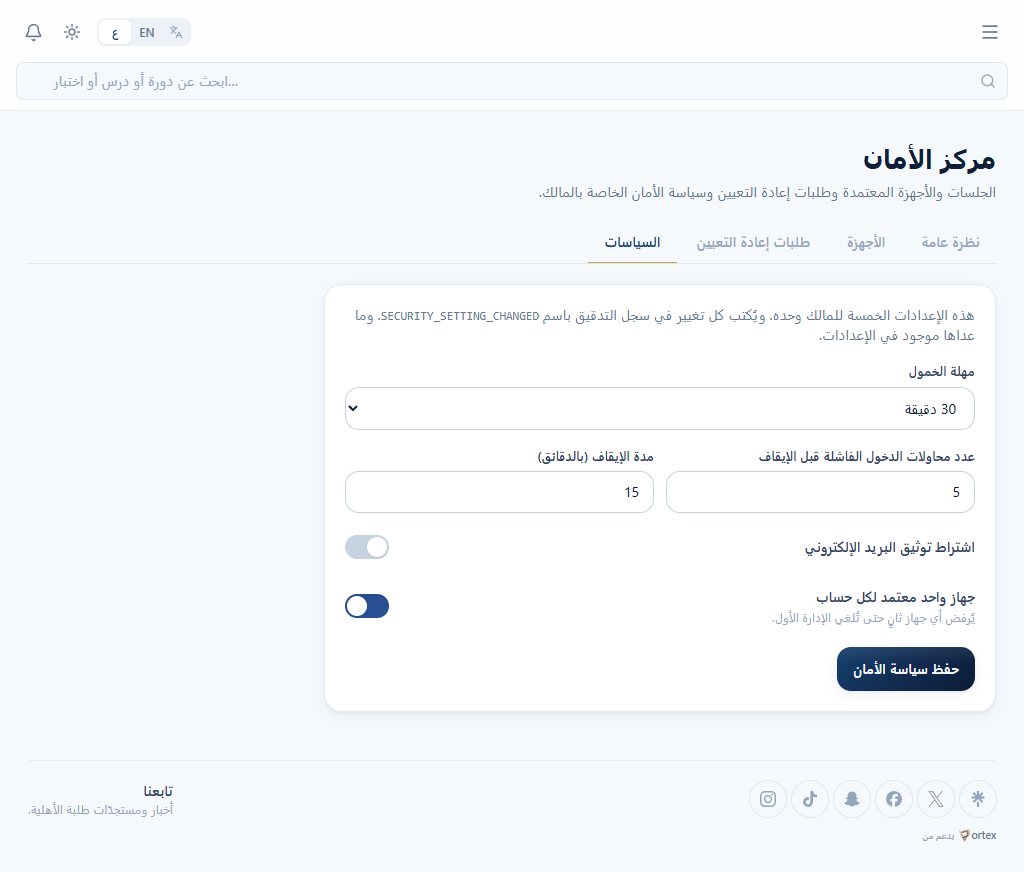 ع
EN
ابحث عن دورة أو درس أو اختبار...
مركز الأمان
الجلسات والأجهزة المعتمدة وطلبات إعادة التعيين وسياسة الأمان الخاصة بالمالك.
نظرة عامة
الأجهزة
طلبات إعادة التعيين
السياسات
هذه الإعدادات الخمسة للمالك وحده. ويُكتب كل تغيير في سجل التدقيق باسم SECURITY_SETTING_CHANGED. وما
عداها موجود في الإعدادات.
مهلة الخمول
30 دقيقة
عدد محاولات الدخول الفاشلة قبل الإيقاف
مدة الإيقاف (بالدقائق)
5
15
اشتراط توثيق البريد الإلكتروني
جهاز واحد معتمد لكل حساب
يُرفض أي جهاز ثانٍ حتى تُلغي الإدارة الأول.
حفظ سياسة الأمان
تابعنا
أخبار ومستجدّات طلبة الأهلية.
بدعم من ortex